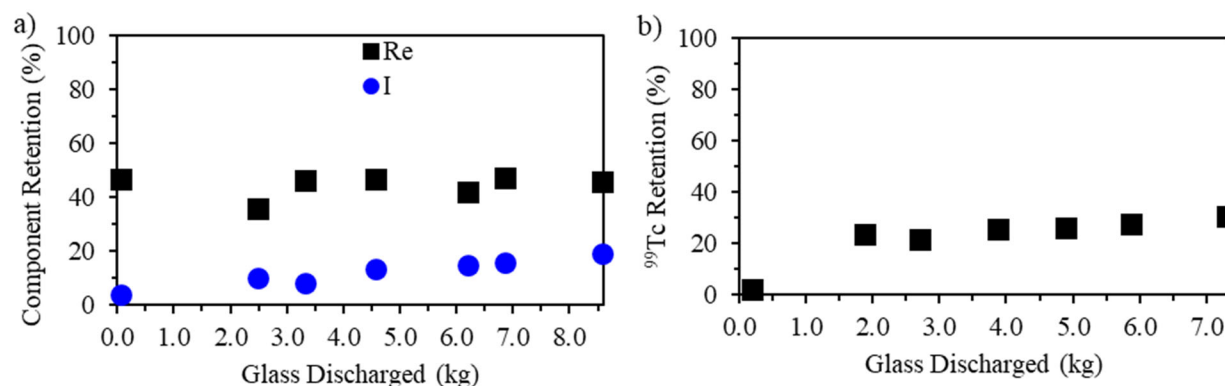 a)
Component Retention (%)
100
80
60
40
20
0
Re
I
0.0 1.0 2.0 3.0 4.0 5.0 6.0 7.0 8.0
Glass Discharged (kg)
b)
⁹⁹Tc Retention (%)
100
80
60
40
20
0
0.0 1.0 2.0 3.0 4.0 5.0 6.0 7.0
Glass Discharged (kg)